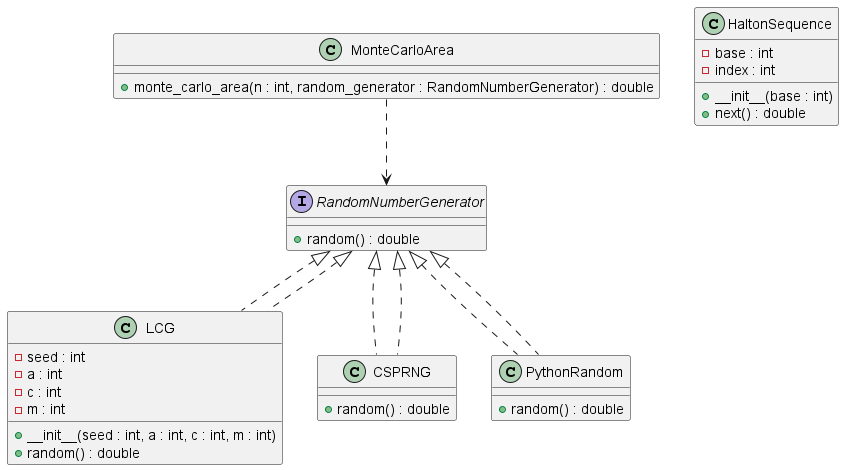 C MonteCarloArea
monte_carlo_area(n : int, random_generator : RandomNumberGenerator) : double
C HaltonSequence
base : int
index : int
__init__(base : int)
next() : double
I RandomNumberGenerator
random() : double
C LCG
seed : int
a : int
c : int
m : int
__init__(seed : int, a : int, c : int, m : int)
random() : double
C CSPRNG
random() : double
C PythonRandom
random() : double